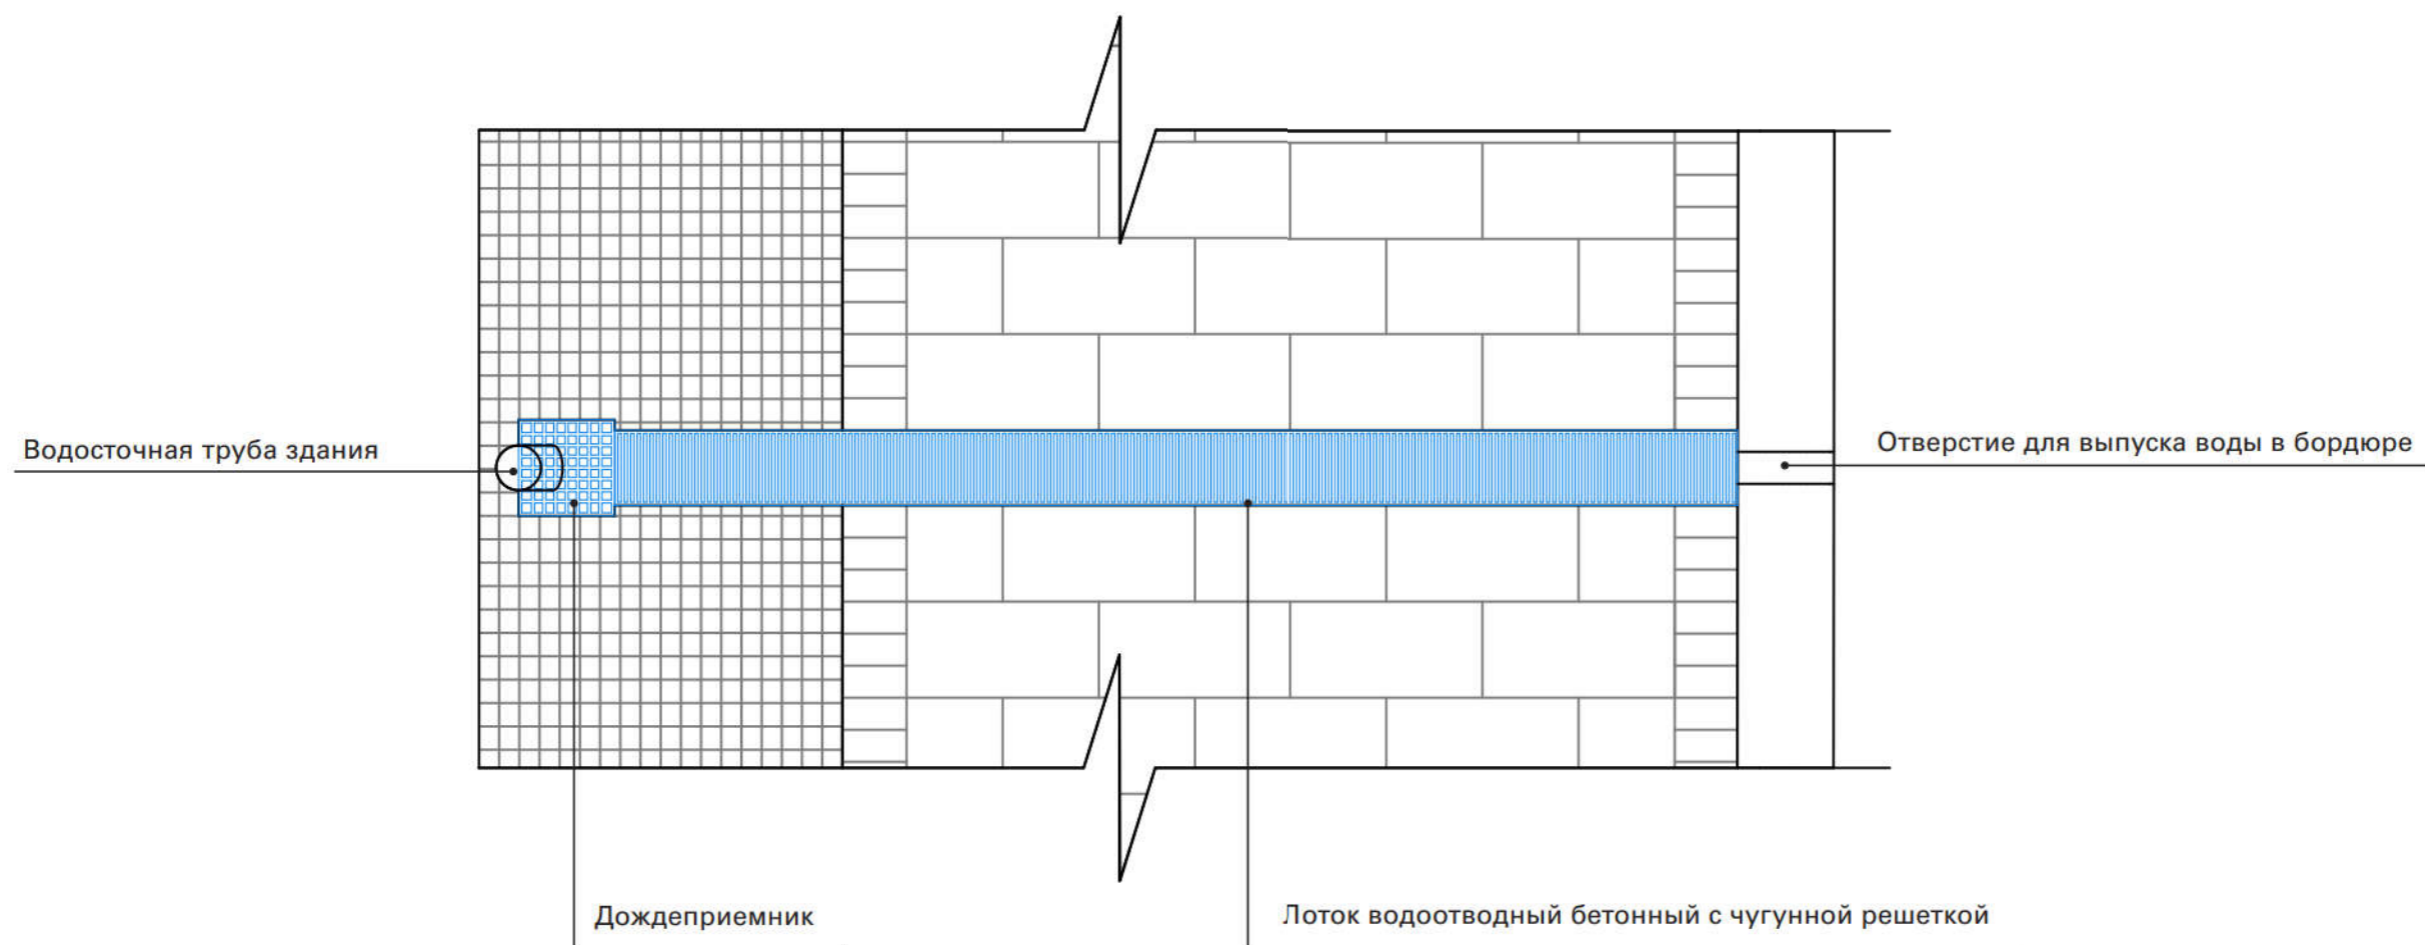 Водосточная труба здания
Отверстие для выпуска воды в бордюре
Дождеприемник
Лоток водоотводный бетонный с чугунной решеткой